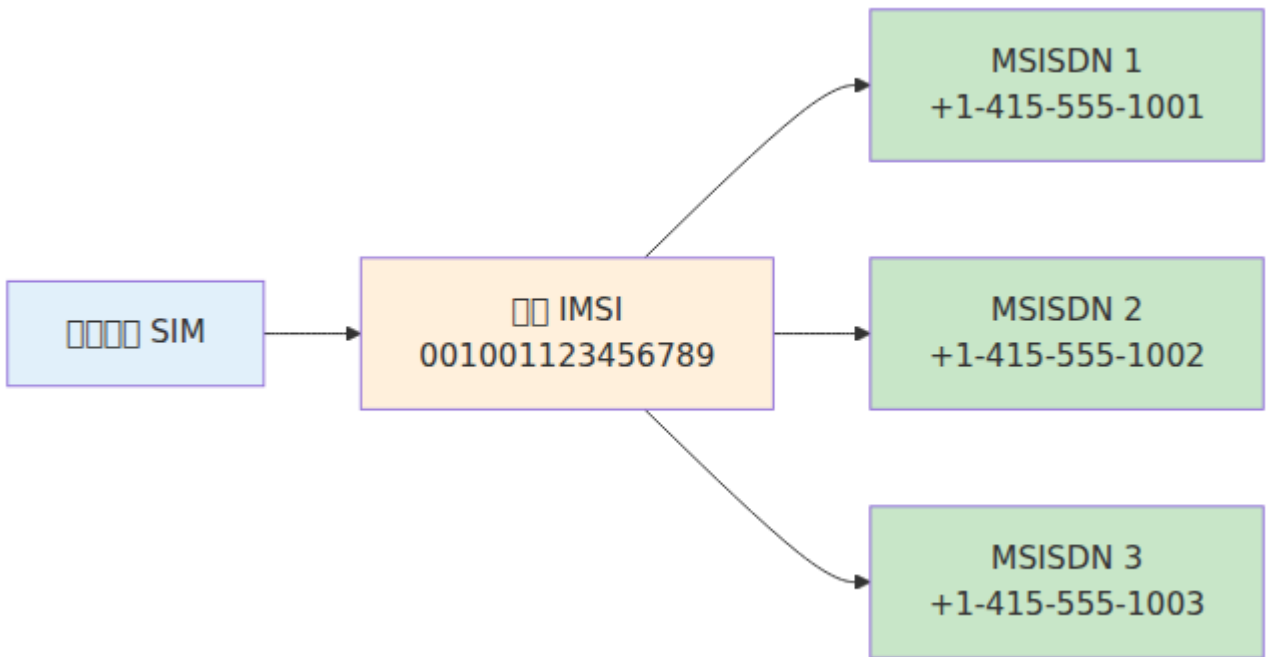 SIM
IMSI
001001123456789
MSISDN 1
+1-415-555-1001
MSISDN 2
+1-415-555-1002
MSISDN 3
+1-415-555-1003